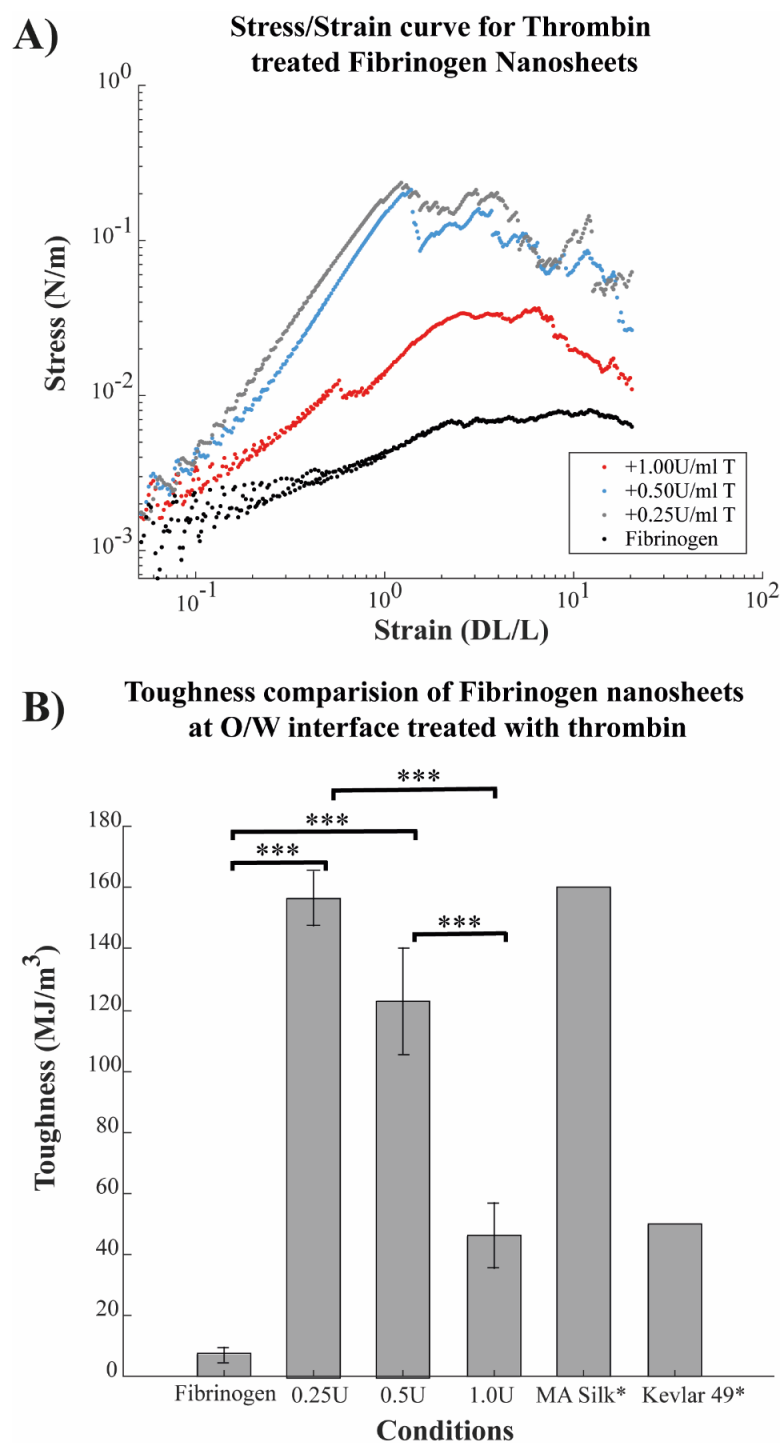 A)
Stress/Strain curve for Thrombin
treated Fibrinogen Nanosheets
10^0
10^-1
10^-2
10^-3
Stress (N/m)
+1.00U/ml T
+0.50U/ml T
+0.25U/ml T
Fibrinogen
10^-1 10^0 10^1 10^2
Strain (DL/L)
B)
Toughness comparision of Fibrinogen nanosheets
at O/W interface treated with thrombin
***
***
***
***
180
160
140
120
100
80
60
40
20
0
Toughness (MJ/m^3)
Fibrinogen 0.25U 0.5U 1.0U MA Silk* Kevlar 49*
Conditions